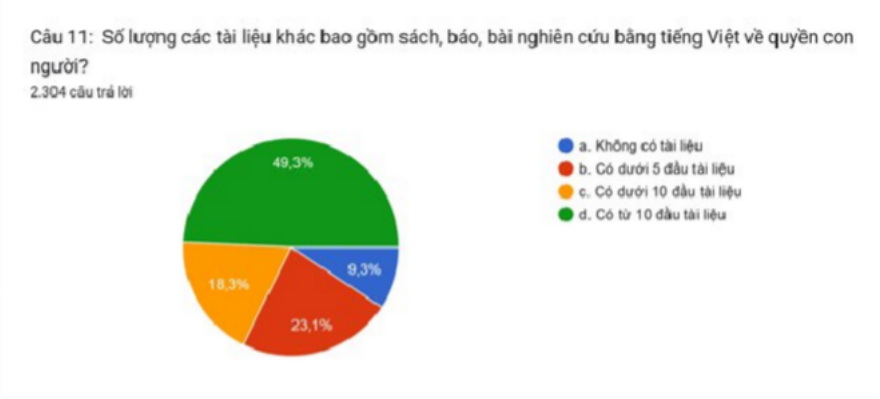 Câu 11: Số lượng các tài liệu khác bao gồm sách, báo, bài nghiên cứu bằng tiếng Việt về quyền con
người?
2.304 câu trả lời
49,3%
9,3%
18,3%
23,1%
a. Không có tài liệu
b. Có dưới 5 đầu tài liệu
c. Có dưới 10 đầu tài liệu
d. Có từ 10 đầu tài liệu